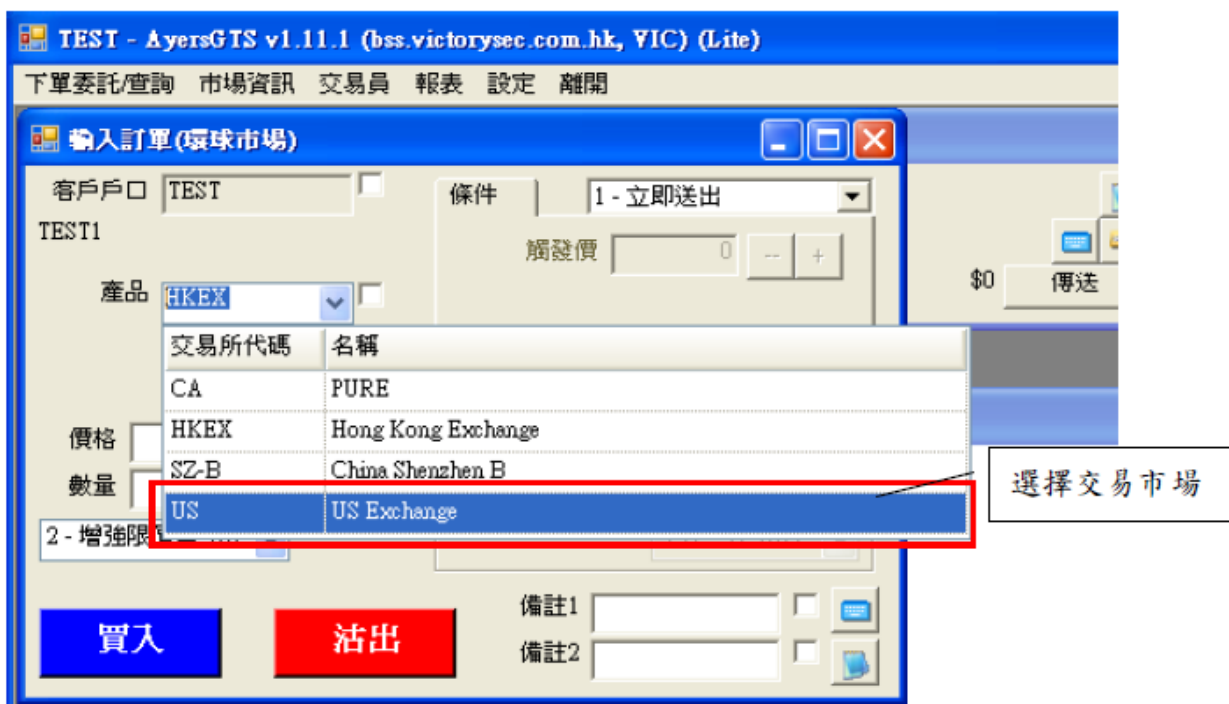 TEST - AyersGTS v1.11.1 (bss.victorysec.com.hk, VIC) (Lite)
下單委託/查詢 市場資訊 交易員 報表 設定 離開
輸入訂單(環球市場)
客戶戶口 TEST
條件 1 - 立即送出
TEST1
觸發價 0 -- +
產品 HKEX
$0 傳送
交易所代碼 名稱
CA PURE
HKEX Hong Kong Exchange
SZ-B China Shenzhen B
US US Exchange
價格
數量
選擇交易市場
2 - 增強限
買入 沽出
備註1
備註2